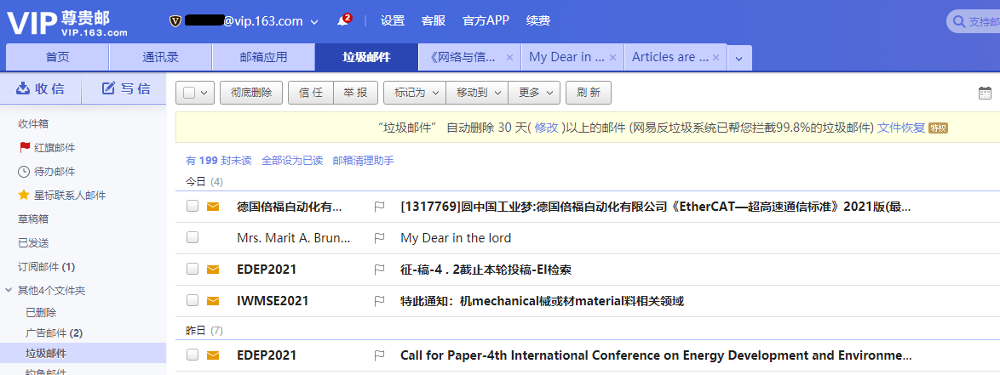 VIP 尊贵邮 VIP.163.com
@vip.163.com 2 设置 客服 官方APP 续费
支持邮
首页 通讯录 邮箱应用 垃圾邮件 《网络与信... × My Dear in ... × Articles are ... ×
收信 写信
彻底删除 信任 举报 标记为 移动到 更多 刷新
“垃圾邮件” 自动删除 30 天( 修改 )以上的邮件 (网易反垃圾系统已帮您拦截99.8%的垃圾邮件) 文件恢复 特权
收件箱
红旗邮件
待办邮件
星标联系人邮件
草稿箱
已发送
订阅邮件 (1)
其他4个文件夹
已删除
广告邮件 (2)
垃圾邮件
钓鱼邮件
有 199 封未读 全部设为已读 邮箱清理助手
今日 (4)
德国倍福自动化有... [1317769]圆中国工业梦:德国倍福自动化有限公司《EtherCAT—超高速通信标准》2021版(最...
Mrs. Marit A. Brun... My Dear in the lord
EDEP2021 征-稿-4 . 2截止本轮投稿-EI检索
IWMSE2021 特此通知：机mechanical械或材material料相关领域
昨日 (7)
EDEP2021 Call for Paper-4th International Conference on Energy Development and Environme...